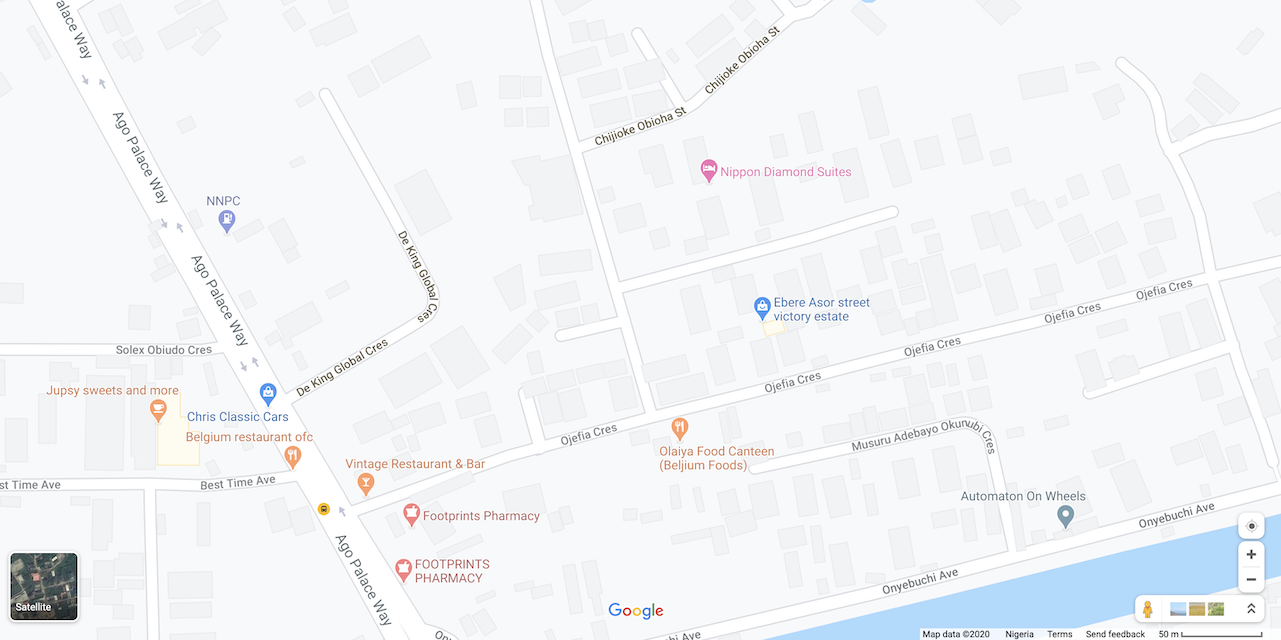 Palace Way
Chijioke Obioha St
Chijioke Obioha St
Ago Palace Way
Nippon Diamond Suites
NNPC
De King Global Cres
Ago Palace Way
Ebere Asor street
victory estate
Ojefia Cres
Ojefia Cres
Ojefia Cres
Ojefia Cres
Solex Obiudo Cres
De King Global Cres
Jupsy sweets and more
Chris Classic Cars
Belgium restaurant ofc
Ojefia Cres
Musuru Adebayo Okunubi Cres
Olaiya Food Canteen
(Beljium Foods)
Vintage Restaurant & Bar
st Time Ave
Best Time Ave
Automaton On Wheels
Footprints Pharmacy
Onyebuchi Ave
Ago Palace Way
FOOTPRINTS
PHARMACY
Onyebuchi Ave
Satellite
Google
Map data ©2020 Nigeria Terms Send feedback 50 m